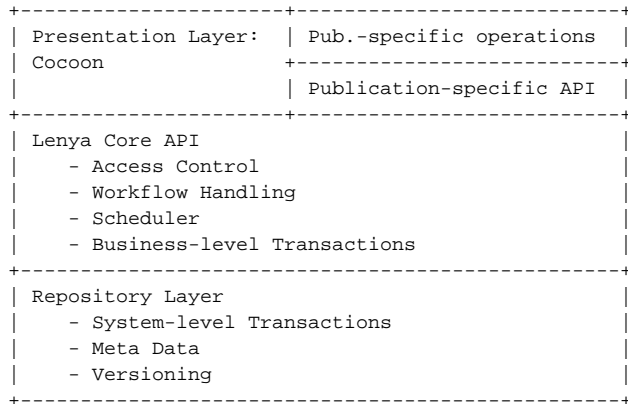 Presentation Layer: Pub.-specific operations
Cocoon
Publication-specific API
Lenya Core API
- Access Control
- Workflow Handling
- Scheduler
- Business-level Transactions
Repository Layer
- System-level Transactions
- Meta Data
- Versioning